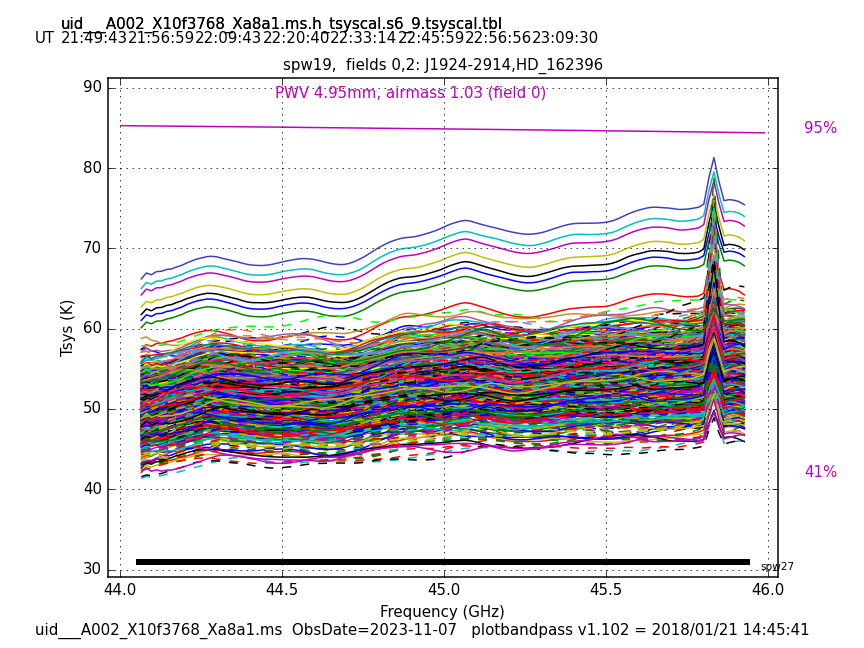 uid___A002_X10f3768_Xa8a1.ms.h_tsyscal.s6_9.tsyscal.tbl
UT 21:49:43 21:56:59 22:09:43 22:20:40 22:33:14 22:45:59 22:56:56 23:09:30
spw19,  fields 0,2: J1924-2914,HD_162396
PWV 4.95mm, airmass 1.03 (field 0)
90
95%
80
70
Tsys (K)
60
50
41%
40
30
spw27
44.0 44.5 45.0 45.5 46.0
Frequency (GHz)
uid___A002_X10f3768_Xa8a1.ms  ObsDate=2023-11-07   plotbandpass v1.102 = 2018/01/21 14:45:41